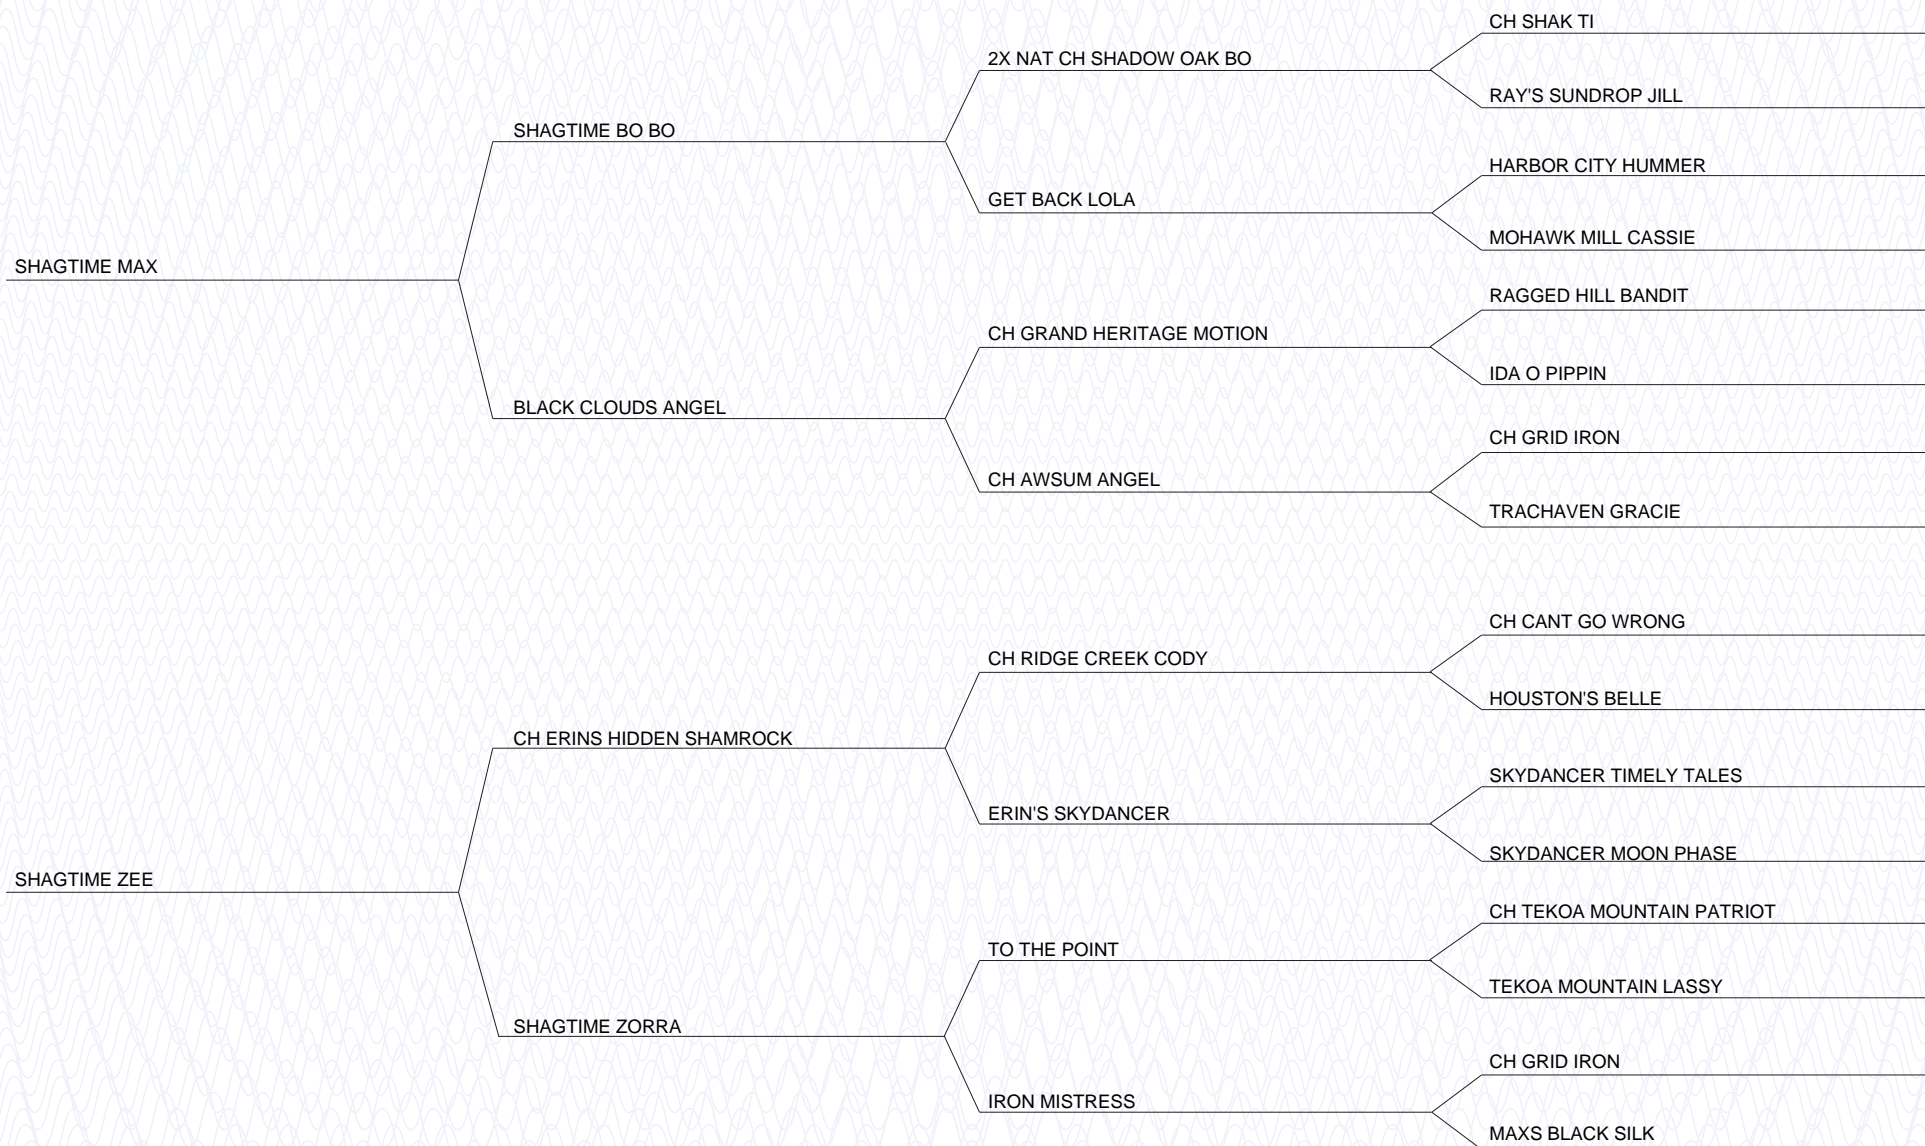 CH SHAK TI
2X NAT CH SHADOW OAK BO
RAY'S SUNDROP JILL
SHAGTIME BO BO
HARBOR CITY HUMMER
GET BACK LOLA
MOHAWK MILL CASSIE
SHAGTIME MAX
RAGGED HILL BANDIT
CH GRAND HERITAGE MOTION
IDA O PIPPIN
BLACK CLOUDS ANGEL
CH GRID IRON
CH AWSUM ANGEL
TRACHAVEN GRACIE
CH CANT GO WRONG
CH RIDGE CREEK CODY
HOUSTON'S BELLE
CH ERINS HIDDEN SHAMROCK
SKYDANCER TIMELY TALES
ERIN'S SKYDANCER
SKYDANCER MOON PHASE
SHAGTIME ZEE
CH TEKOA MOUNTAIN PATRIOT
TO THE POINT
TEKOA MOUNTAIN LASSY
SHAGTIME ZORRA
CH GRID IRON
IRON MISTRESS
MAXS BLACK SILK